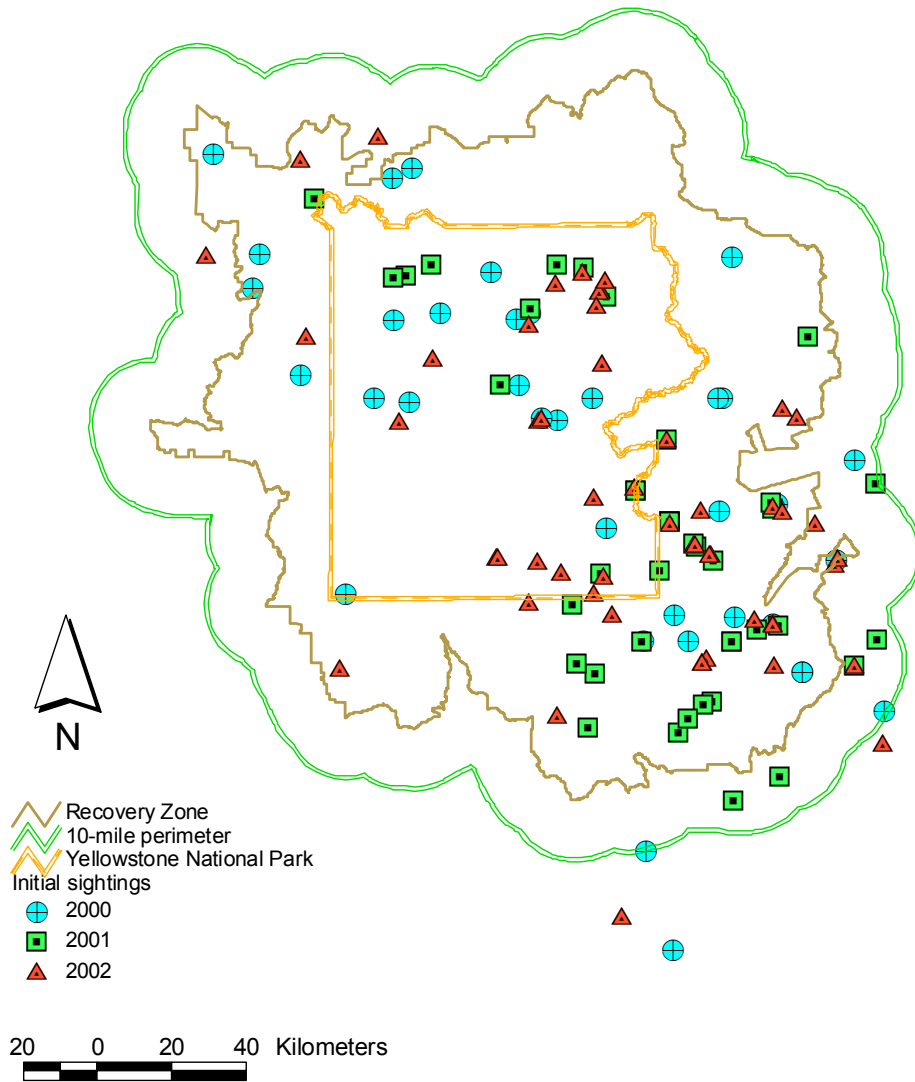 N
Recovery Zone
10-mile perimeter
Yellowstone National Park
Initial sightings
2000
2001
2002
20 0 20 40 Kilometers